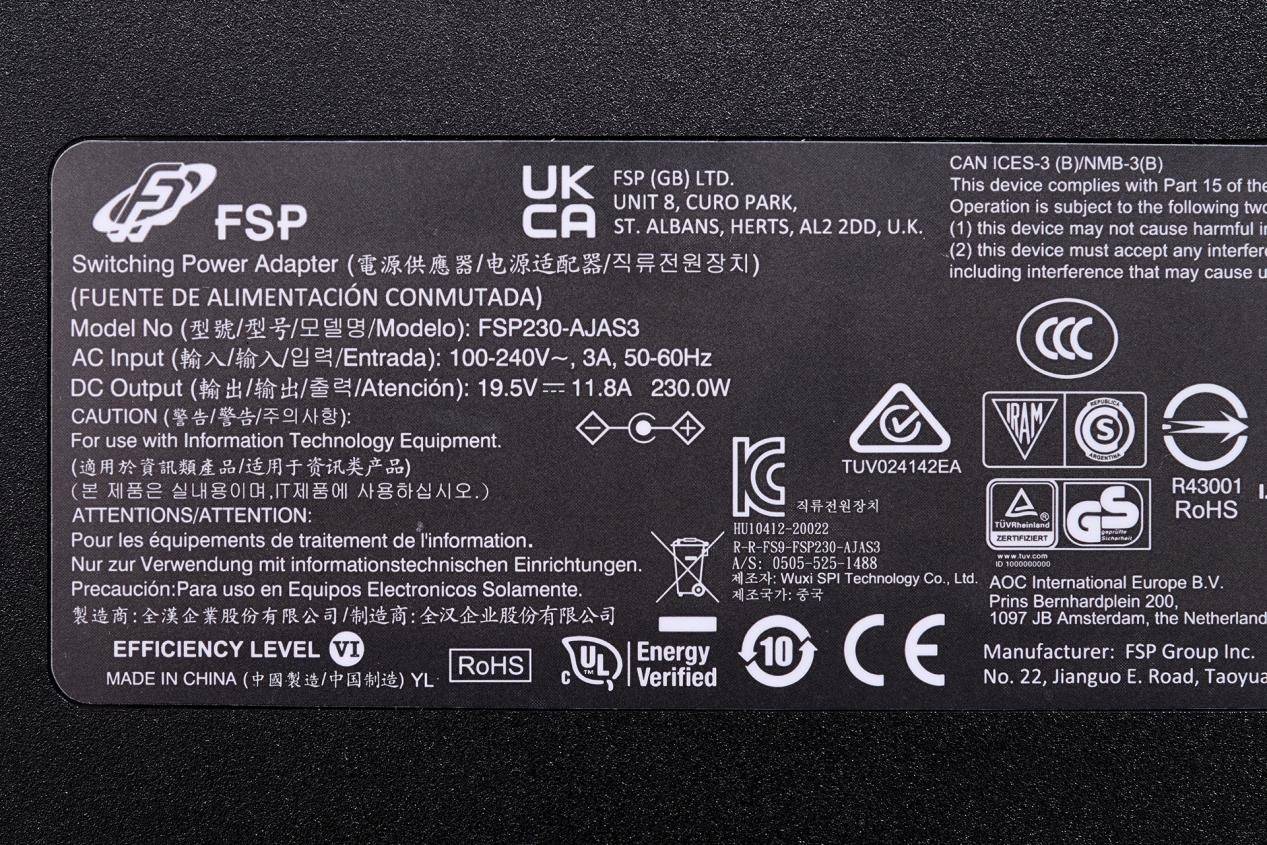 FSP
UK
CA
FSP (GB) LTD.
UNIT 8, CURO PARK,
ST. ALBANS, HERTS, AL2 2DD, U.K.
CAN ICES-3 (B)/NMB-3(B)
This device complies with Part 15 of the
Operation is subject to the following two
(1) this device may not cause harmful
(2) this device must accept any
including interference that may cause
Switching Power Adapter (電源供應器/电源适配器/직류전원장치)
(FUENTE DE ALIMENTACIÓN CONMUTADA)
Model No (型號/型号/모델명/Modelo): FSP230-AJAS3
AC Input (輸入/输入/입력/Entrada): 100-240V~, 3A, 50-60Hz
DC Output (輸出/输出/출력/Atención): 19.5V⎓11.8A 230.0W
CAUTION (警告/警告/주의사항):
For use with Information Technology Equipment.
(適用於資訊類產品/适用于资讯类产品)
(본 제품은 실내용이며,IT제품에 사용하십시오.)
ATTENTIONS/ATTENTION:
Pour les équipements de traitement de l'information.
Nur zur Verwendung mit informationstechnischen Einrichtungen.
Precaución:Para uso en Equipos Electronicos Solamente.
製造商:全漢企業股份有限公司/制造商:全汉企业股份有限公司
EFFICIENCY LEVEL VI
MADE IN CHINA (中國製造/中国制造) YL
RoHS
c UL ™
Energy
Verified
10
CE
KC
직류전원장치
HU10412-20022
R-R-FS9-FSP230-AJAS3
A/S: 0505-525-1488
제조자: Wuxi SPI Technology Co., Ltd.
제조국가: 중국
TUV024142EA
CCC
IRAM
REPUBLICA
S
ARGENTINA
R43001
RoHS
TÜVRheinland
ZERTIFIZIERT
GS
geprüfte
Sicherheit
www.tuv.com
ID 1000000000
AOC International Europe B.V.
Prins Bernhardplein 200,
1097 JB Amsterdam, the Netherland
Manufacturer: FSP Group Inc.
No. 22, Jianguo E. Road, Taoyua